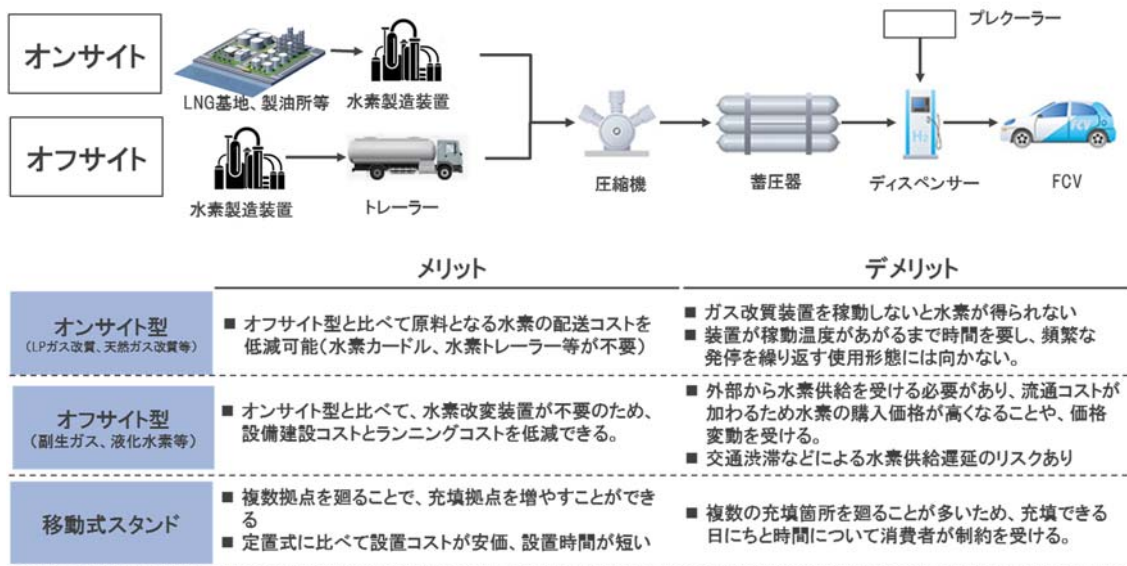 オンサイト
LNG基地、製油所等
水素製造装置
プレクーラー
オフサイト
水素製造装置
トレーラー
圧縮機
蓄圧器
H2
ディスペンサー
FCV
FCV
メリット
デメリット
オンサイト型
(LPガス改質、天然ガス改質等)
■ オフサイト型と比べて原料となる水素の配送コストを
低減可能(水素カードル、水素トレーラー等が不要)
■ ガス改質装置を稼動しないと水素が得られない
■ 装置が稼動温度があがるまで時間を要し、頻繁な
発停を繰り返す使用形態には向かない。
オフサイト型
(副生ガス、液化水素等)
■ オンサイト型と比べて、水素改変装置が不要のため、
設備建設コストとランニングコストを低減できる。
■ 外部から水素供給を受ける必要があり、流通コストが
加わるため水素の購入価格が高くなることや、価格
変動を受ける。
■ 交通渋滞などによる水素供給遅延のリスクあり
移動式スタンド
■ 複数拠点を廻ることで、充填拠点を増やすことができ
る
■ 定置式に比べて設置コストが安価、設置時間が短い
■ 複数の充填箇所を廻ることが多いため、充填できる
日にちと時間について消費者が制約を受ける。